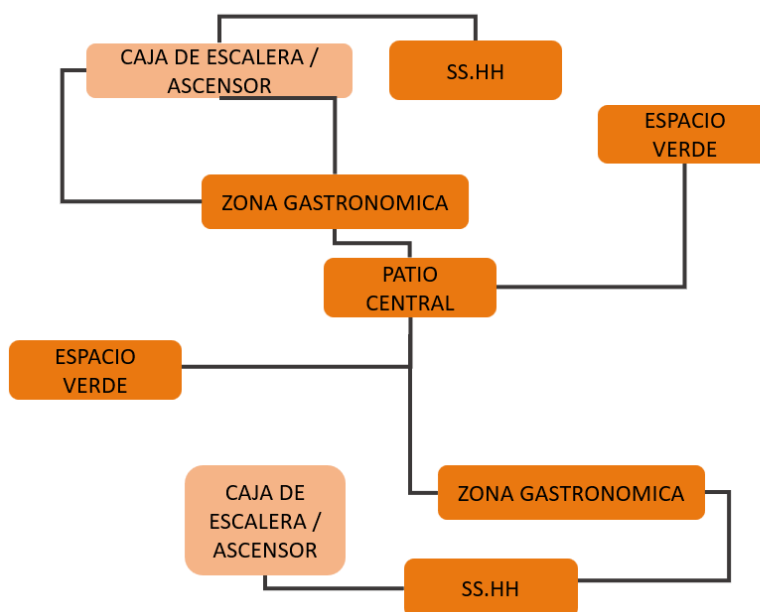 CAJA DE ESCALERA /
ASCENSOR
SS.HH
ESPACIO
VERDE
ZONA GASTRONOMICA
PATIO
CENTRAL
ESPACIO
VERDE
CAJA DE
ESCALERA /
ASCENSOR
ZONA GASTRONOMICA
SS.HH